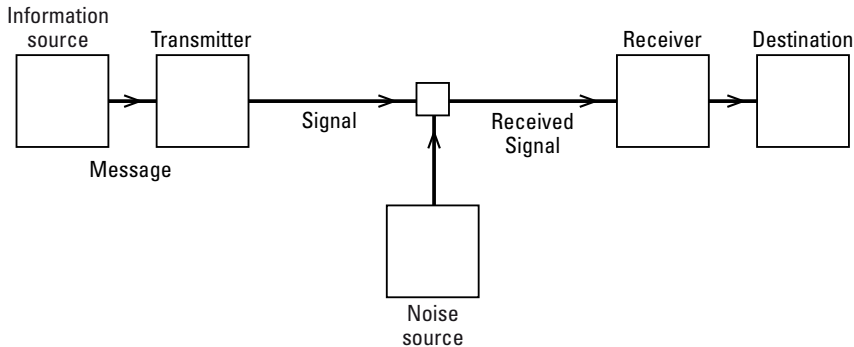 Information
source
Transmitter
Receiver
Destination
Signal
Received
Signal
Message
Noise
source